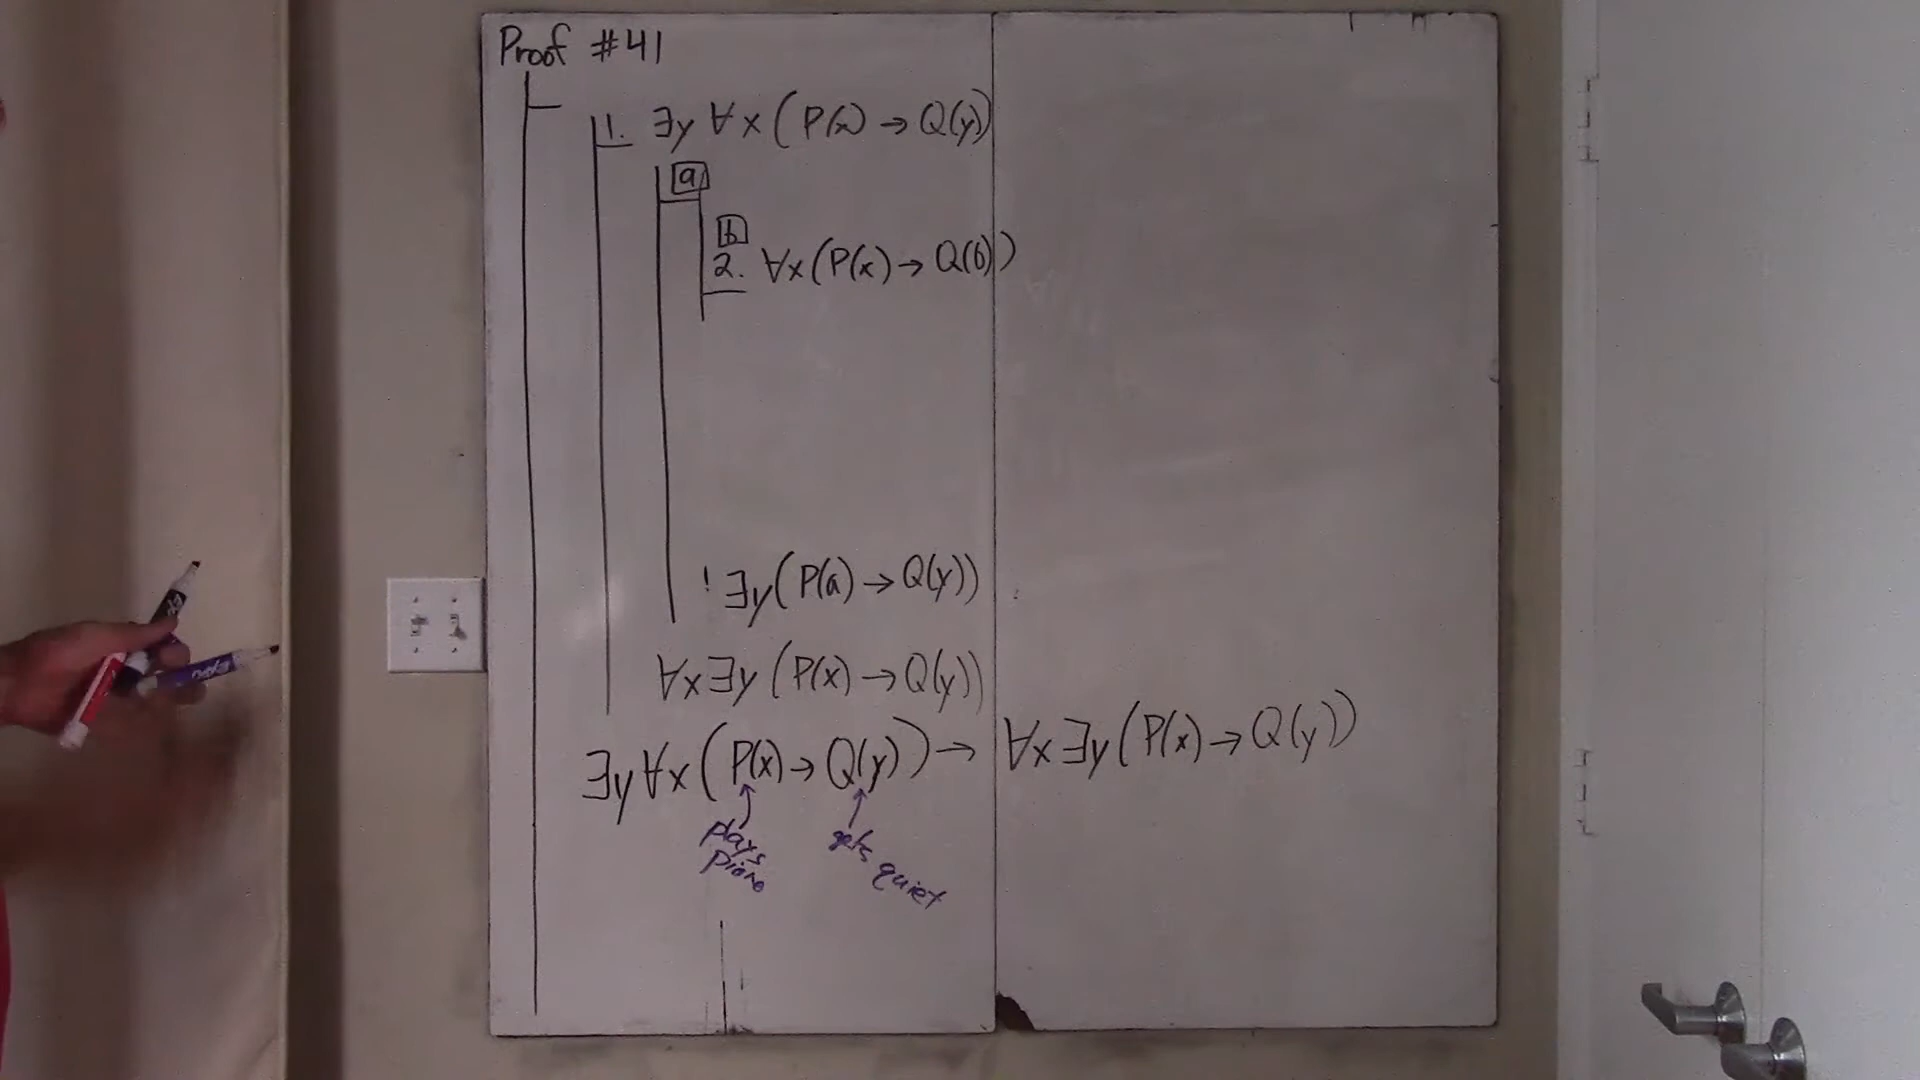 Proof #41
1. ∃y ∀x (P(x) → Q(y))
a
b
2. ∀x (P(x) → Q(b))
! ∃y (P(a) → Q(y))
∀x ∃y (P(x) → Q(y))
∃y ∀x (P(x) → Q(y)) → ∀x ∃y (P(x) → Q(y))
plays piano
gets quiet